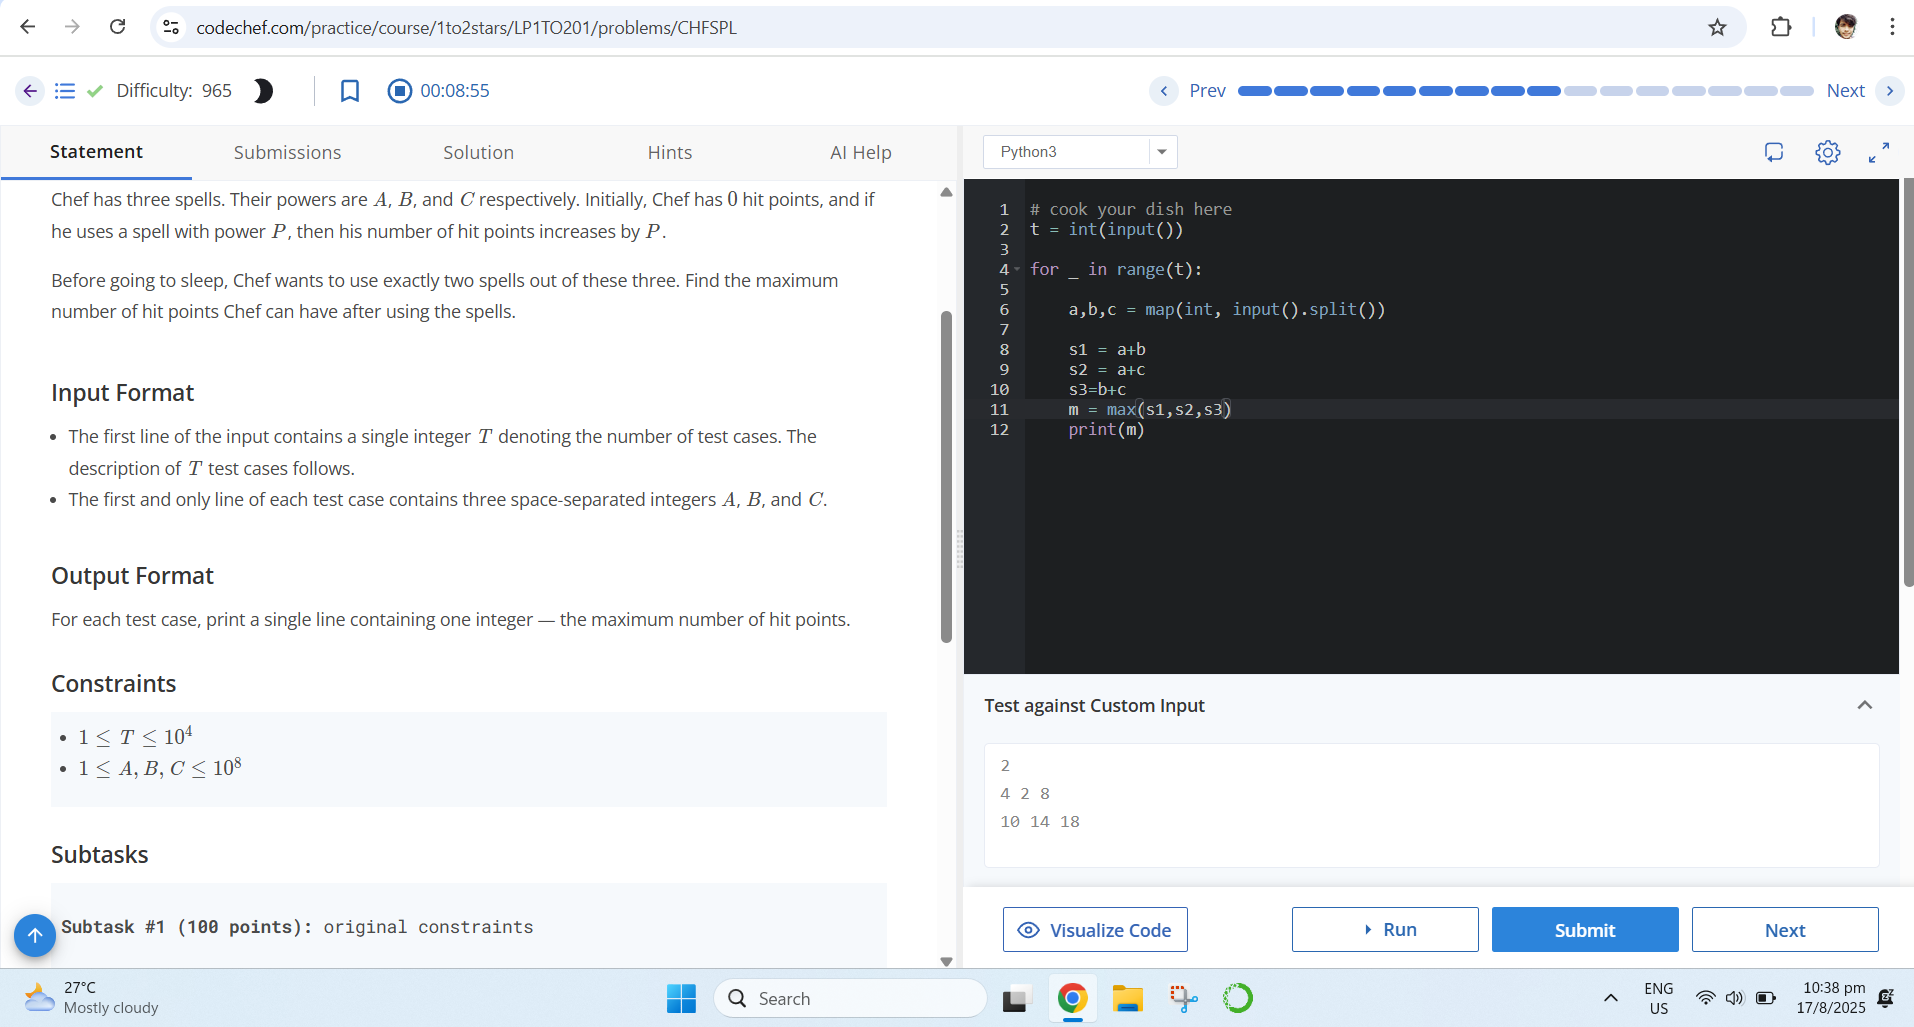 codechef.com/practice/course/1to2stars/LP1TO201/problems/CHFSPL
Difficulty: 965
00:08:55
Prev
Next
Statement
Submissions
Solution
Hints
AI Help
Chef has three spells. Their powers are A, B, and C respectively. Initially, Chef has 0 hit points, and if
he uses a spell with power P, then his number of hit points increases by P.
Before going to sleep, Chef wants to use exactly two spells out of these three. Find the maximum
number of hit points Chef can have after using the spells.
Input Format
• The first line of the input contains a single integer T denoting the number of test cases. The
description of T test cases follows.
• The first and only line of each test case contains three space-separated integers A, B, and C.
Output Format
For each test case, print a single line containing one integer — the maximum number of hit points.
Constraints
• 1 ≤ T ≤ 10⁴
• 1 ≤ A, B, C ≤ 10⁸
Subtasks
Subtask #1 (100 points): original constraints
Python3
1 # cook your dish here
2 t = int(input())
3
4 for _ in range(t):
5
6 a,b,c = map(int, input().split())
7
8 s1 = a+b
9 s2 = a+c
10 s3=b+c
11 m = max(s1,s2,s3)
12 print(m)
Test against Custom Input
2
4 2 8
10 14 18
Visualize Code
Run
Submit
Next
27°C
Mostly cloudy
Search
ENG
US
10:38 pm
17/8/2025